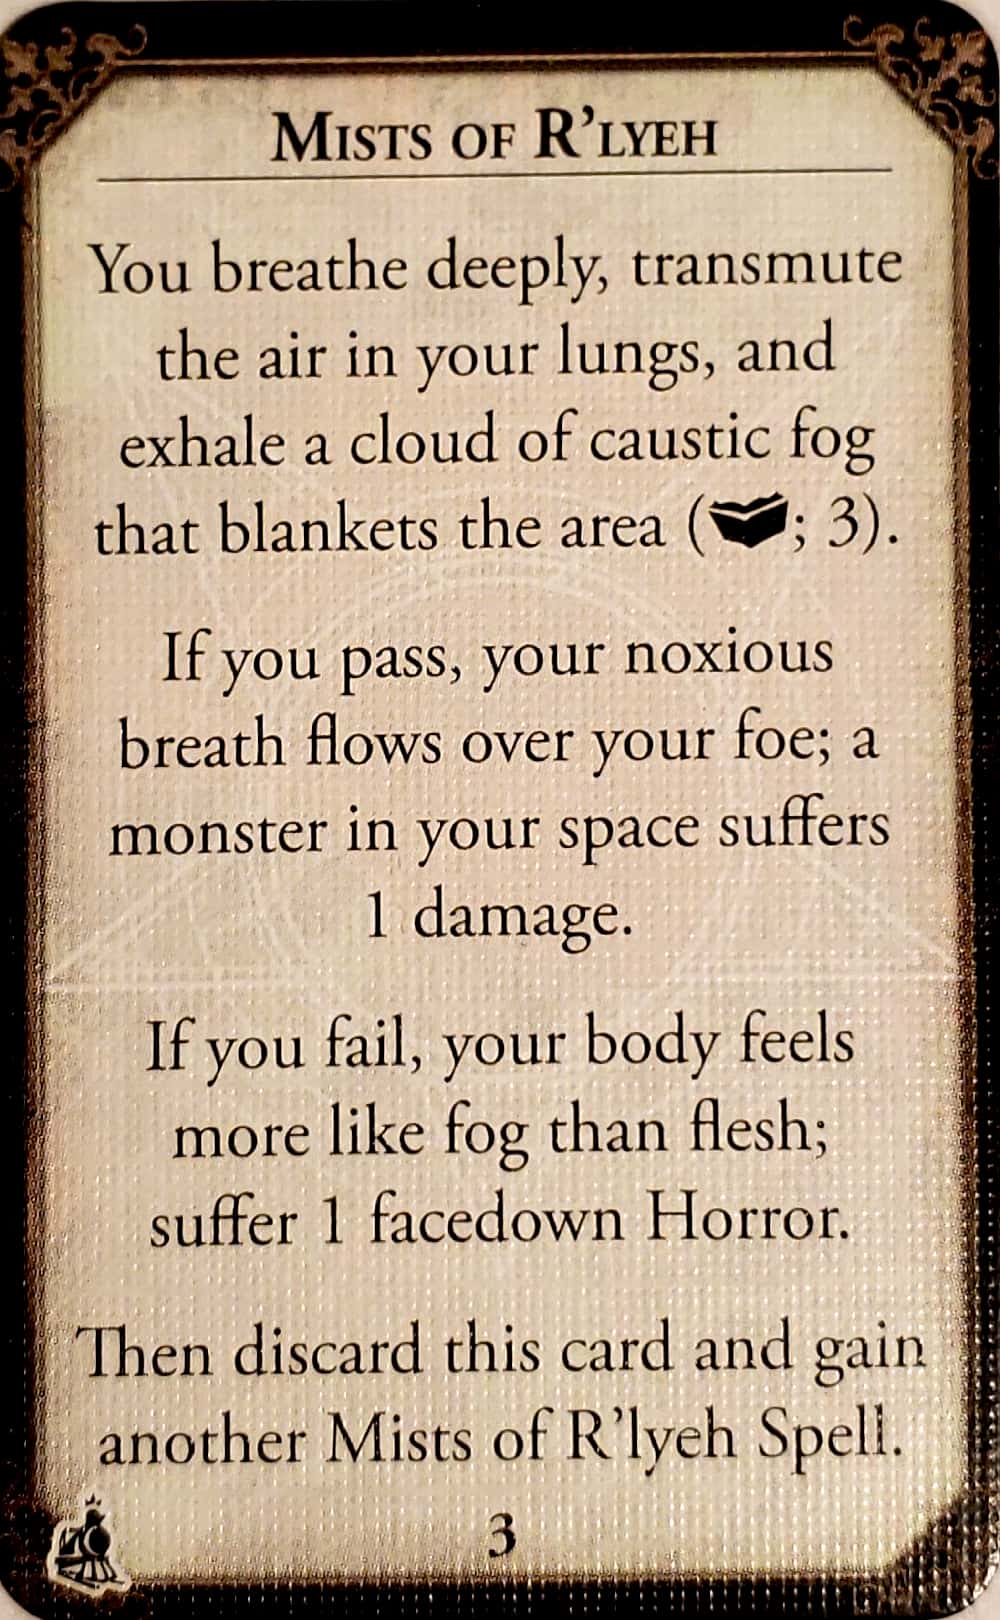 Mists of R’lyeh
You breathe deeply, transmute
the air in your lungs, and
exhale a cloud of caustic fog
that blankets the area (; 3).
If you pass, your noxious
breath flows over your foe; a
monster in your space suffers
1 damage.
If you fail, your body feels
more like fog than flesh;
suffer 1 facedown Horror.
Then discard this card and gain
another Mists of R’lyeh Spell.
3